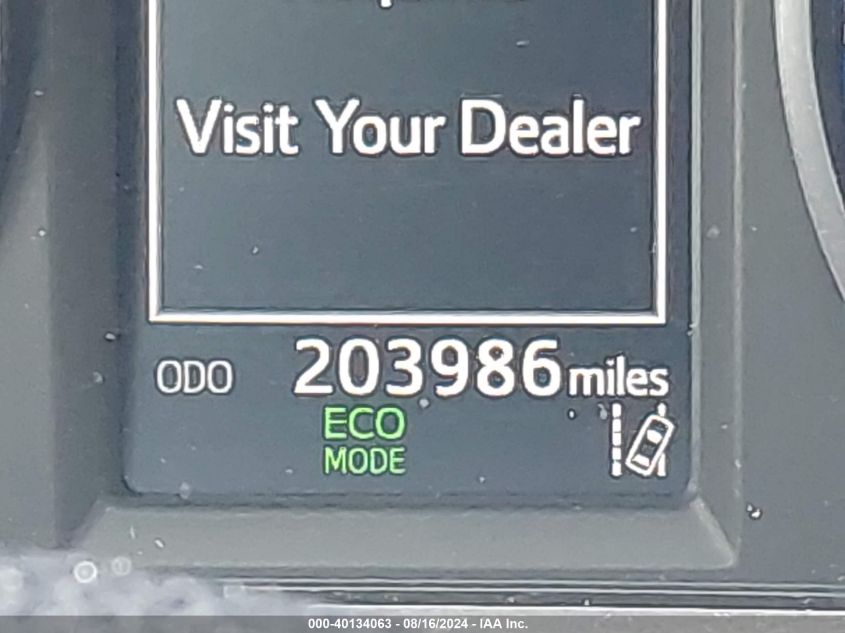 Visit Your Dealer
ODO 203986 miles
ECO
MODE
000-40134063 - 08/16/2024 - IAA Inc.